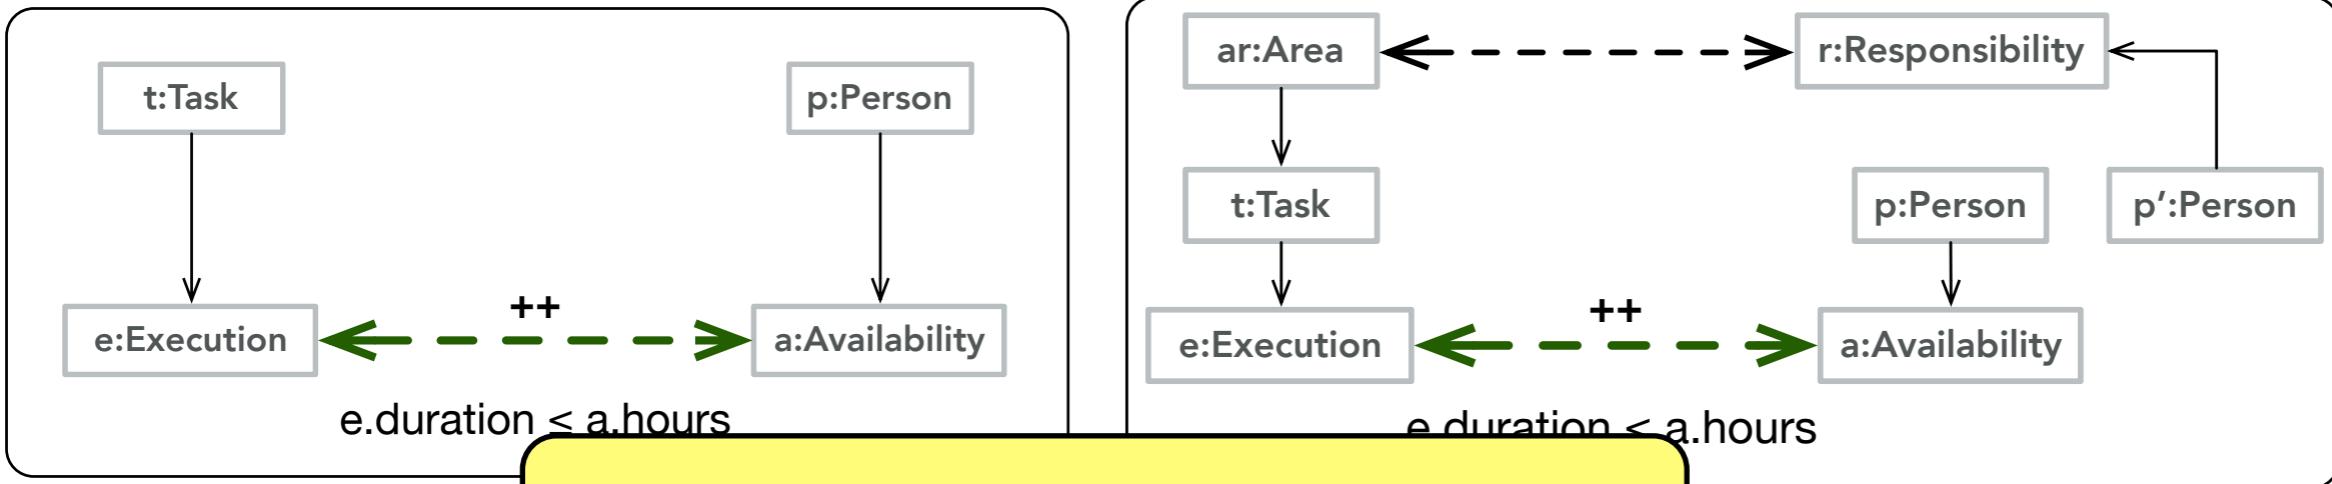 t:Task
p:Person
e:Execution
++
a:Availability
e.duration < a.hours
ar:Area
r:Responsibility
t:Task
p:Person
p':Person
e:Execution
++
a:Availability
e.duration < a.hours